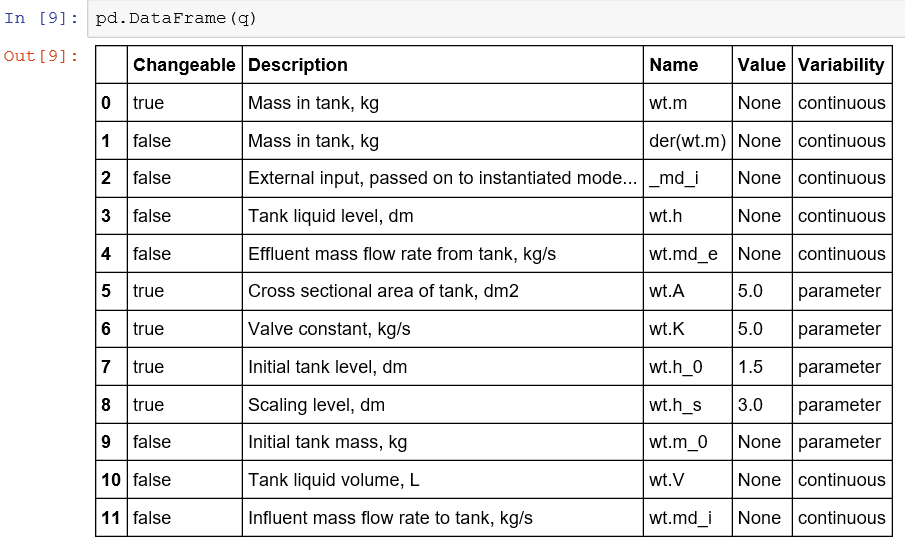 In [9]: pd.DataFrame(q)
Out[9]:
Changeable Description Name Value Variability
0 true Mass in tank, kg wt.m None continuous
1 false Mass in tank, kg der(wt.m) None continuous
2 false External input, passed on to instantiated mode... _md_i None continuous
3 false Tank liquid level, dm wt.h None continuous
4 false Effluent mass flow rate from tank, kg/s wt.md_e None continuous
5 true Cross sectional area of tank, dm2 wt.A 5.0 parameter
6 true Valve constant, kg/s wt.K 5.0 parameter
7 true Initial tank level, dm wt.h_0 1.5 parameter
8 true Scaling level, dm wt.h_s 3.0 parameter
9 false Initial tank mass, kg wt.m_0 None parameter
10 false Tank liquid volume, L wt.V None continuous
11 false Influent mass flow rate to tank, kg/s wt.md_i None continuous